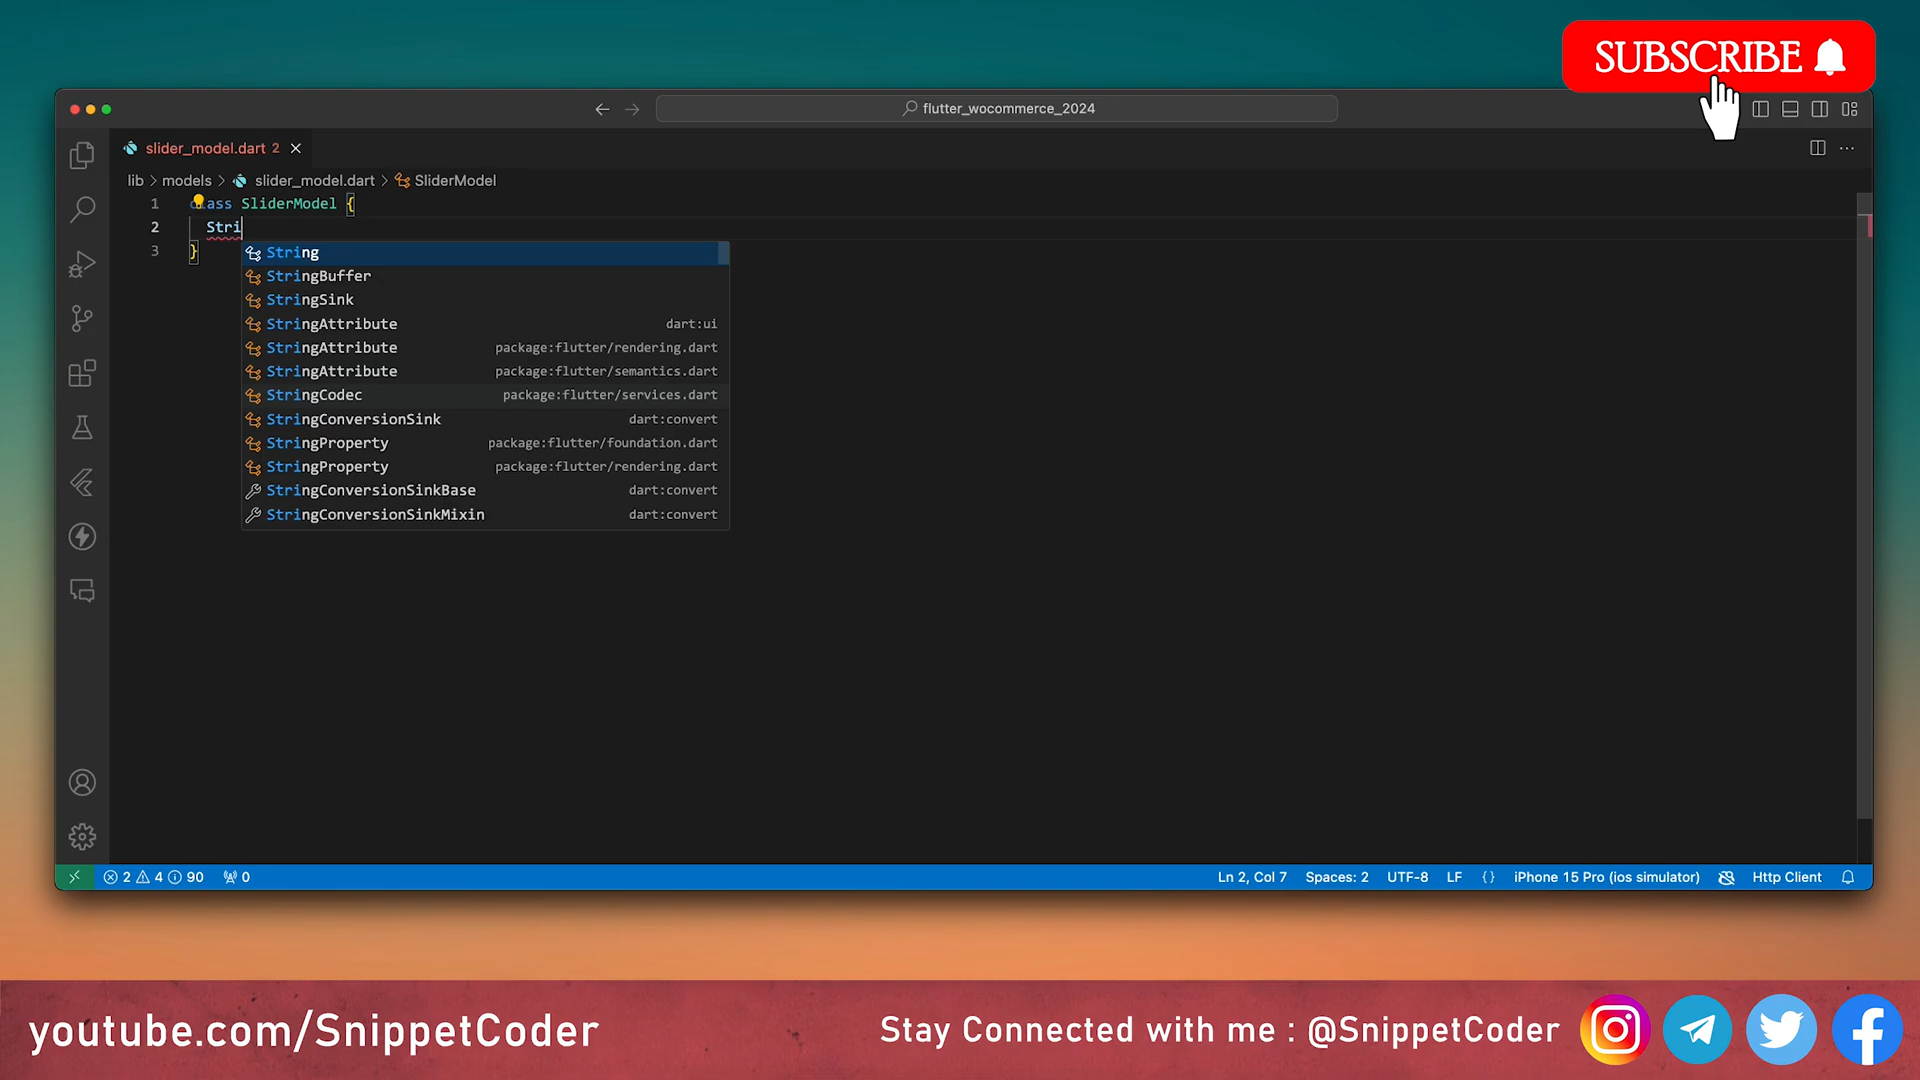 SUBSCRIBE
flutter_wocommerce_2024
slider_model.dart 2
lib > models > slider_model.dart > SliderModel
1 class SliderModel {
2 Stri
3 }
String
StringBuffer
StringSink
StringAttribute dart:ui
StringAttribute package:flutter/rendering.dart
StringAttribute package:flutter/semantics.dart
StringCodec package:flutter/services.dart
StringConversionSink dart:convert
StringProperty package:flutter/foundation.dart
StringProperty package:flutter/rendering.dart
StringConversionSinkBase dart:convert
StringConversionSinkMixin dart:convert
2 4 90 0 Ln 2, Col 7 Spaces: 2 UTF-8 LF {} iPhone 15 Pro (ios simulator) Http Client
youtube.com/SnippetCoder Stay Connected with me : @SnippetCoder